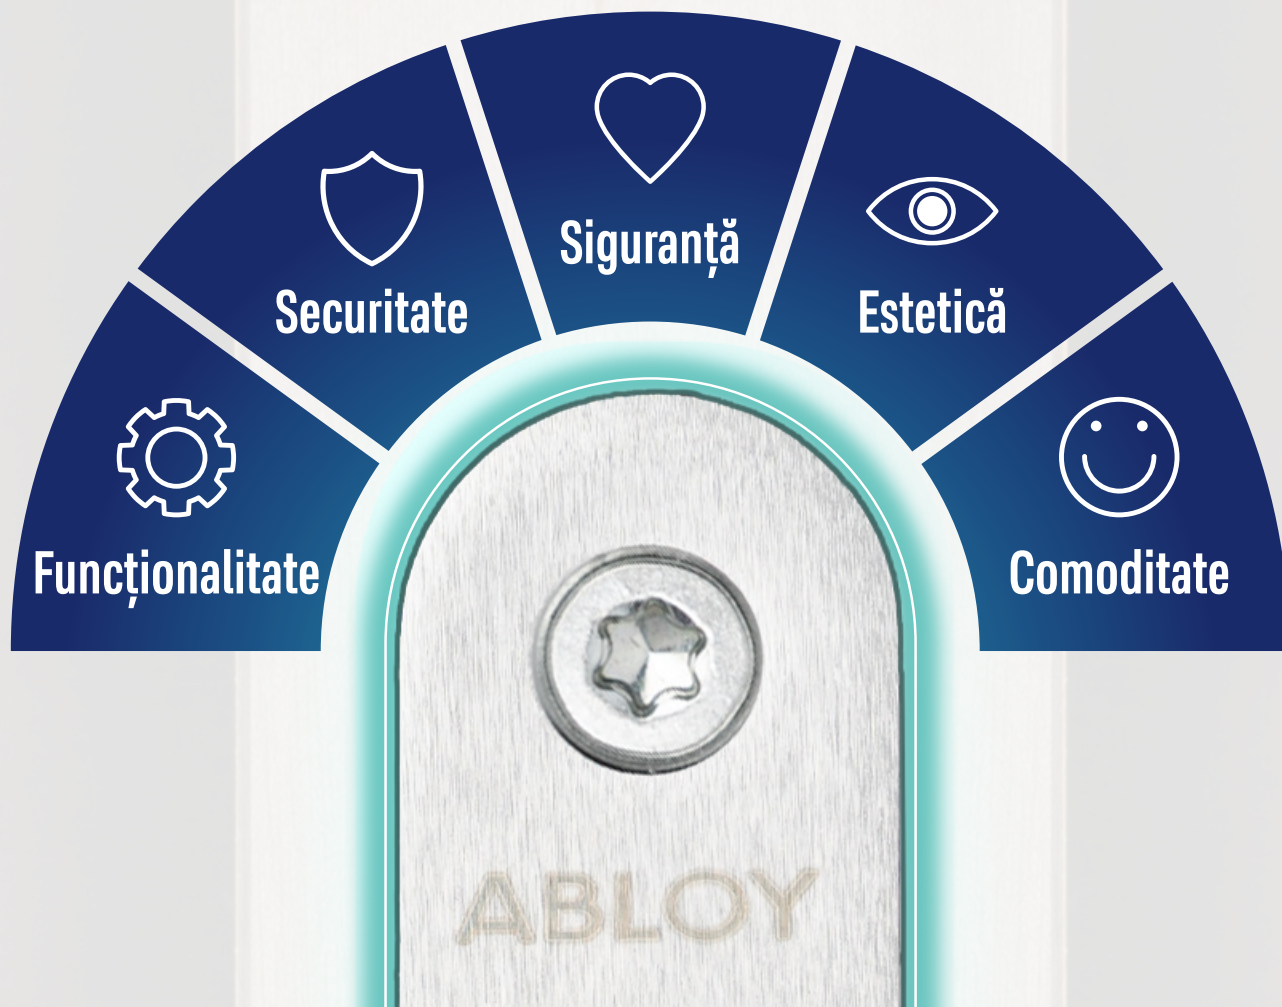 Siguranță
Securitate
Estetică
Funcționalitate
Comoditate
ABLOY